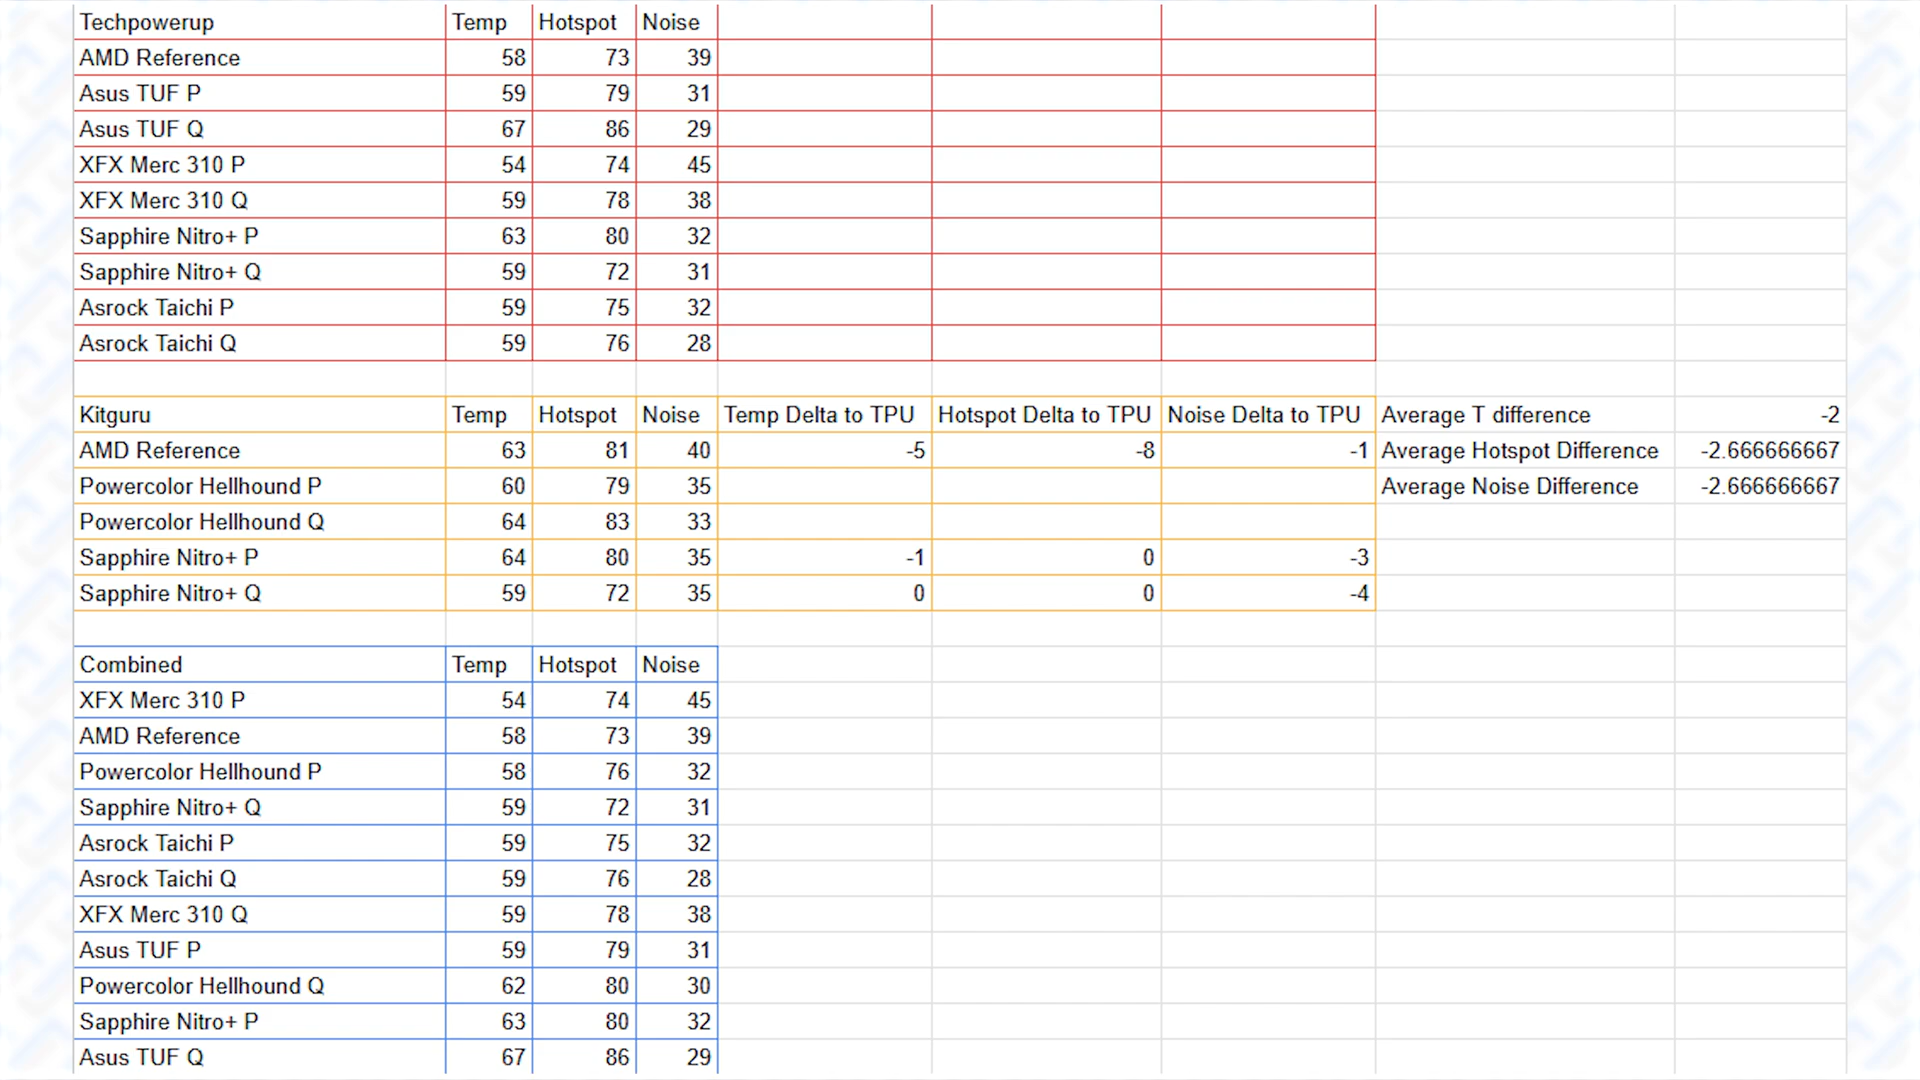 Techpowerup Temp Hotspot Noise
AMD Reference 58 73 39
Asus TUF P 59 79 31
Asus TUF Q 67 86 29
XFX Merc 310 P 54 74 45
XFX Merc 310 Q 59 78 38
Sapphire Nitro+ P 63 80 32
Sapphire Nitro+ Q 59 72 31
Asrock Taichi P 59 75 32
Asrock Taichi Q 59 76 28
Kitguru Temp Hotspot Noise Temp Delta to TPU Hotspot Delta to TPU Noise Delta to TPU Average T difference -2
AMD Reference 63 81 40 -5 -8 -1 Average Hotspot Difference -2.666666667
Powercolor Hellhound P 60 79 35 Average Noise Difference -2.666666667
Powercolor Hellhound Q 64 83 33
Sapphire Nitro+ P 64 80 35 -1 0 -3
Sapphire Nitro+ Q 59 72 35 0 0 -4
Combined Temp Hotspot Noise
XFX Merc 310 P 54 74 45
AMD Reference 58 73 39
Powercolor Hellhound P 58 76 32
Sapphire Nitro+ Q 59 72 31
Asrock Taichi P 59 75 32
Asrock Taichi Q 59 76 28
XFX Merc 310 Q 59 78 38
Asus TUF P 59 79 31
Powercolor Hellhound Q 62 80 30
Sapphire Nitro+ P 63 80 32
Asus TUF Q 67 86 29